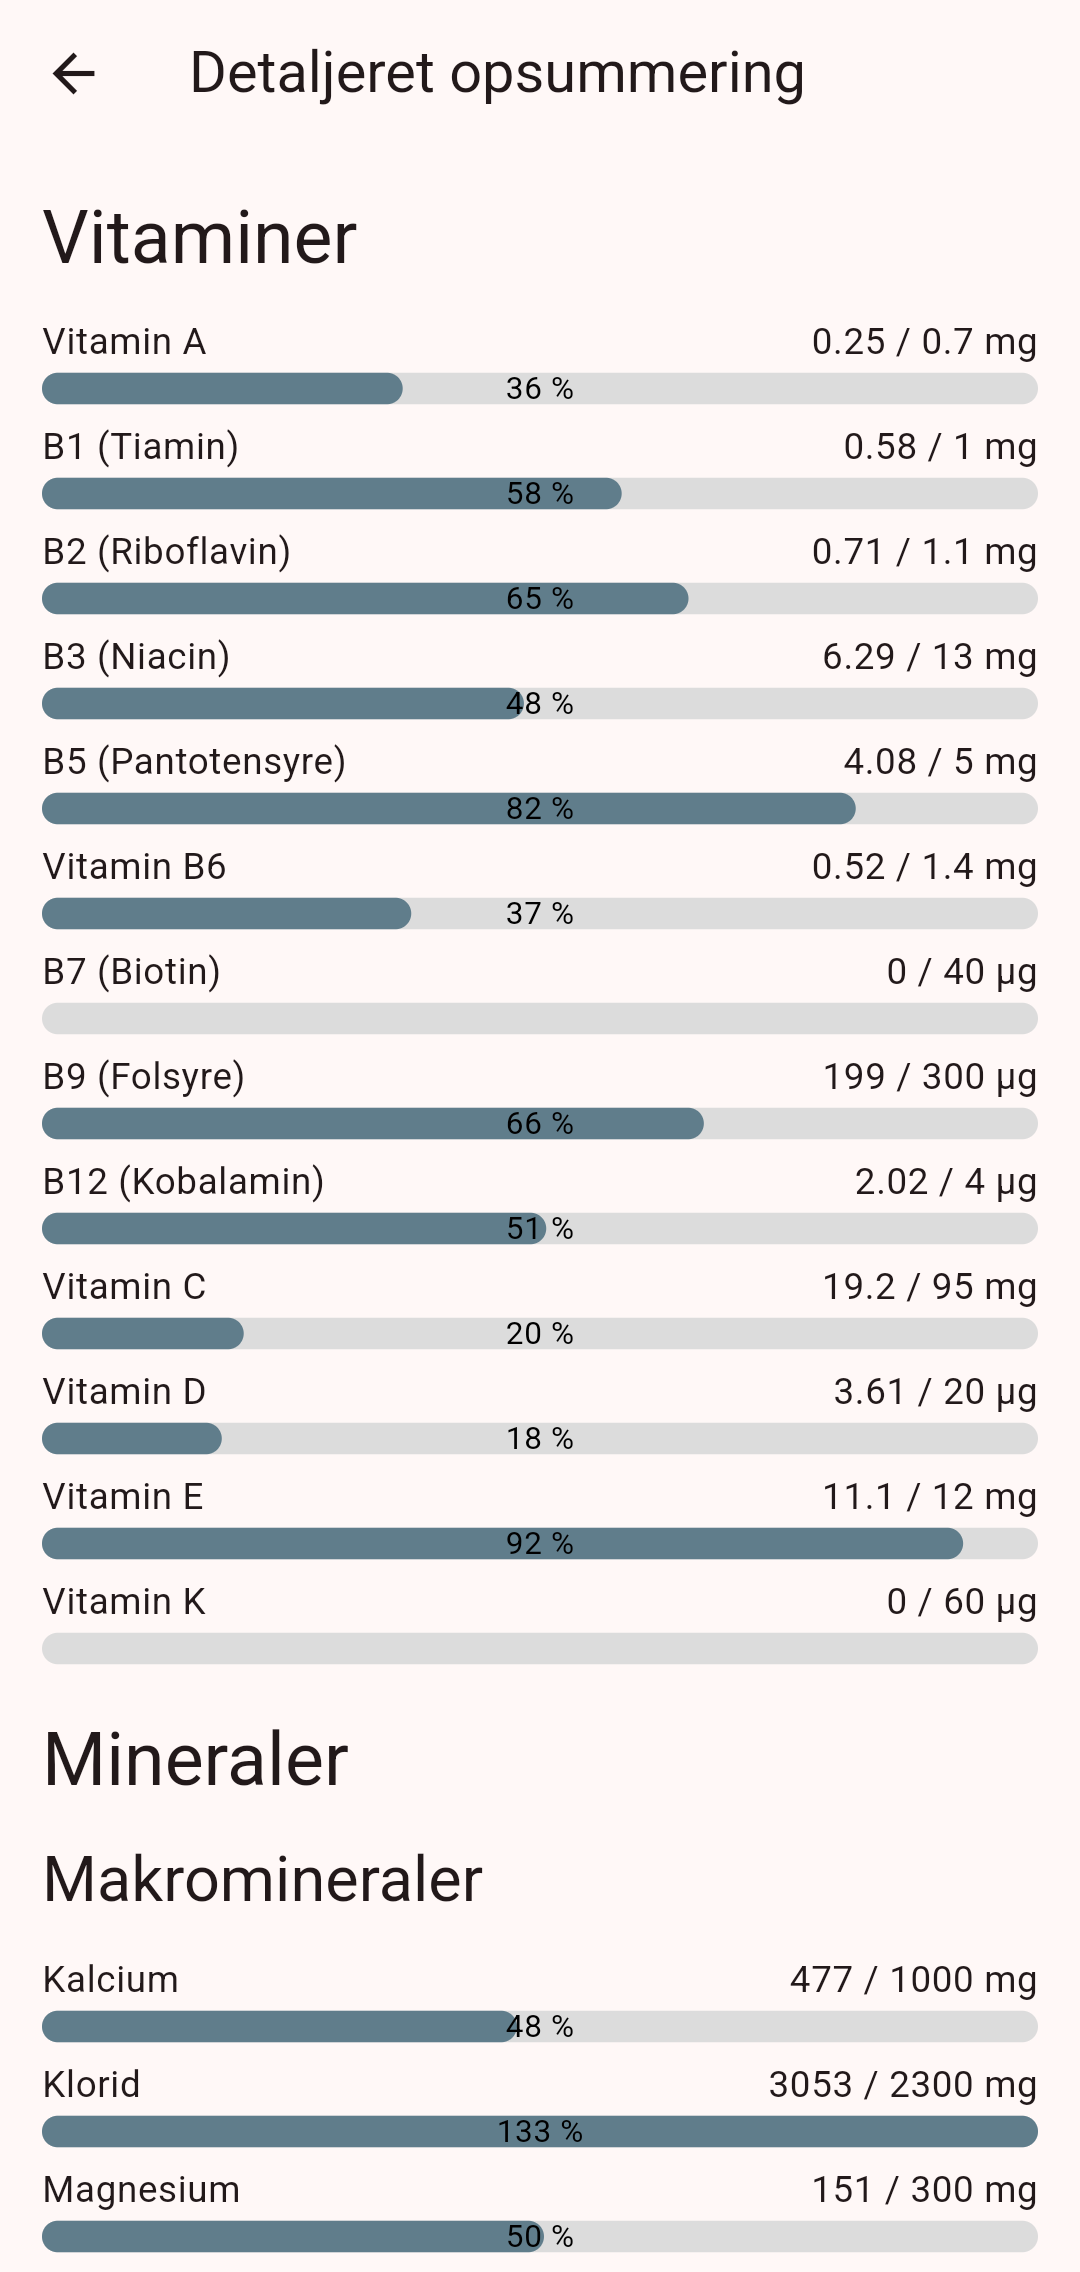 Detaljeret opsummering
Vitaminer
Vitamin A 0.25 / 0.7 mg
36 %
B1 (Tiamin) 0.58 / 1 mg
58 %
B2 (Riboflavin) 0.71 / 1.1 mg
65 %
B3 (Niacin) 6.29 / 13 mg
48 %
B5 (Pantotensyre) 4.08 / 5 mg
82 %
Vitamin B6 0.52 / 1.4 mg
37 %
B7 (Biotin) 0 / 40 µg
B9 (Folsyre) 199 / 300 µg
66 %
B12 (Kobalamin) 2.02 / 4 µg
51 %
Vitamin C 19.2 / 95 mg
20 %
Vitamin D 3.61 / 20 µg
18 %
Vitamin E 11.1 / 12 mg
92 %
Vitamin K 0 / 60 µg
Mineraler
Makromineraler
Kalcium 477 / 1000 mg
48 %
Klorid 3053 / 2300 mg
133 %
Magnesium 151 / 300 mg
50 %